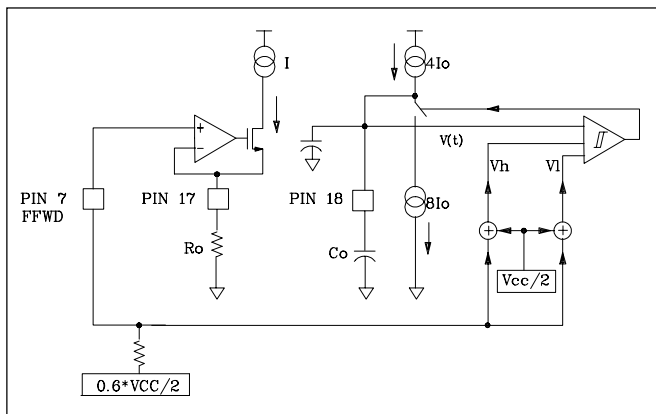 I
4Io
V(t)
Vh
Vl
PIN 7
FFWD
PIN 17
PIN 18
8Io
Ro
Co
Vcc/2
0.6*VCC/2
+
−
+
+